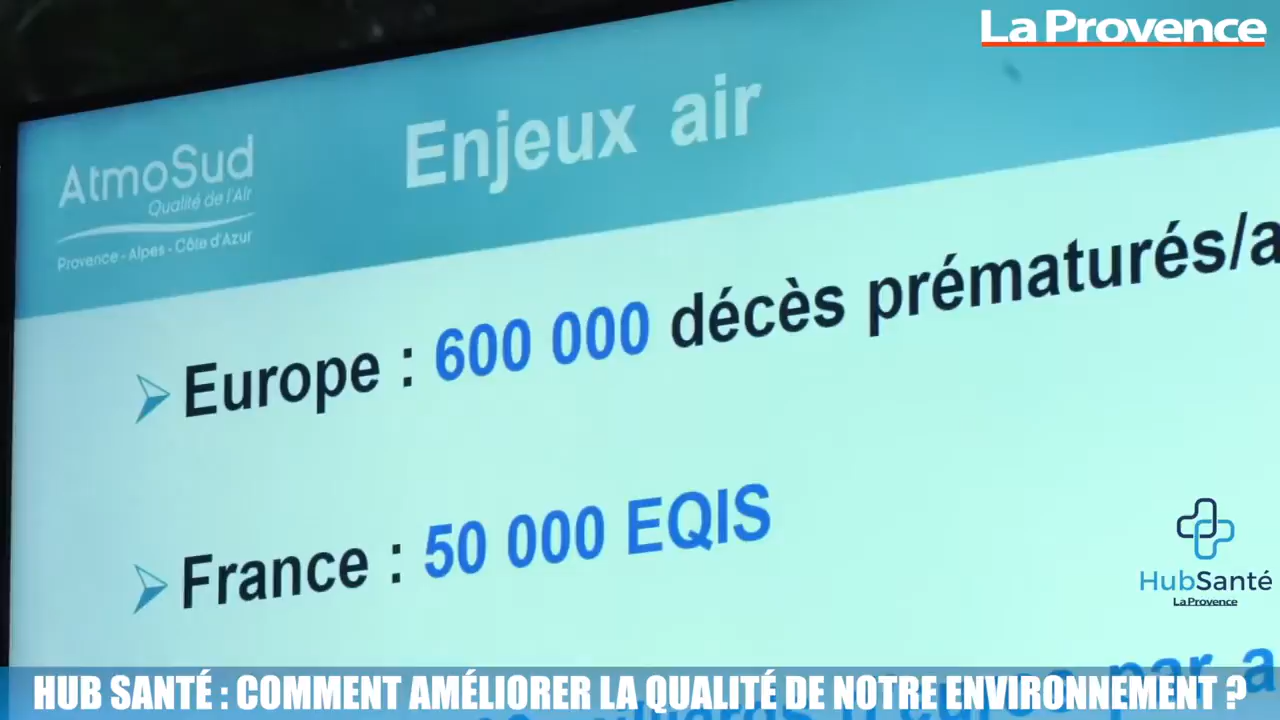 La Provence
AtmoSud
Qualité de l'Air
Provence - Alpes - Côte d'Azur
Enjeux air
Europe : 600 000 décès prématurés/a
France : 50 000 EQIS
HubSanté
La Provence
par a
HUB SANTÉ : COMMENT AMÉLIORER LA QUALITÉ DE NOTRE ENVIRONNEMENT ?